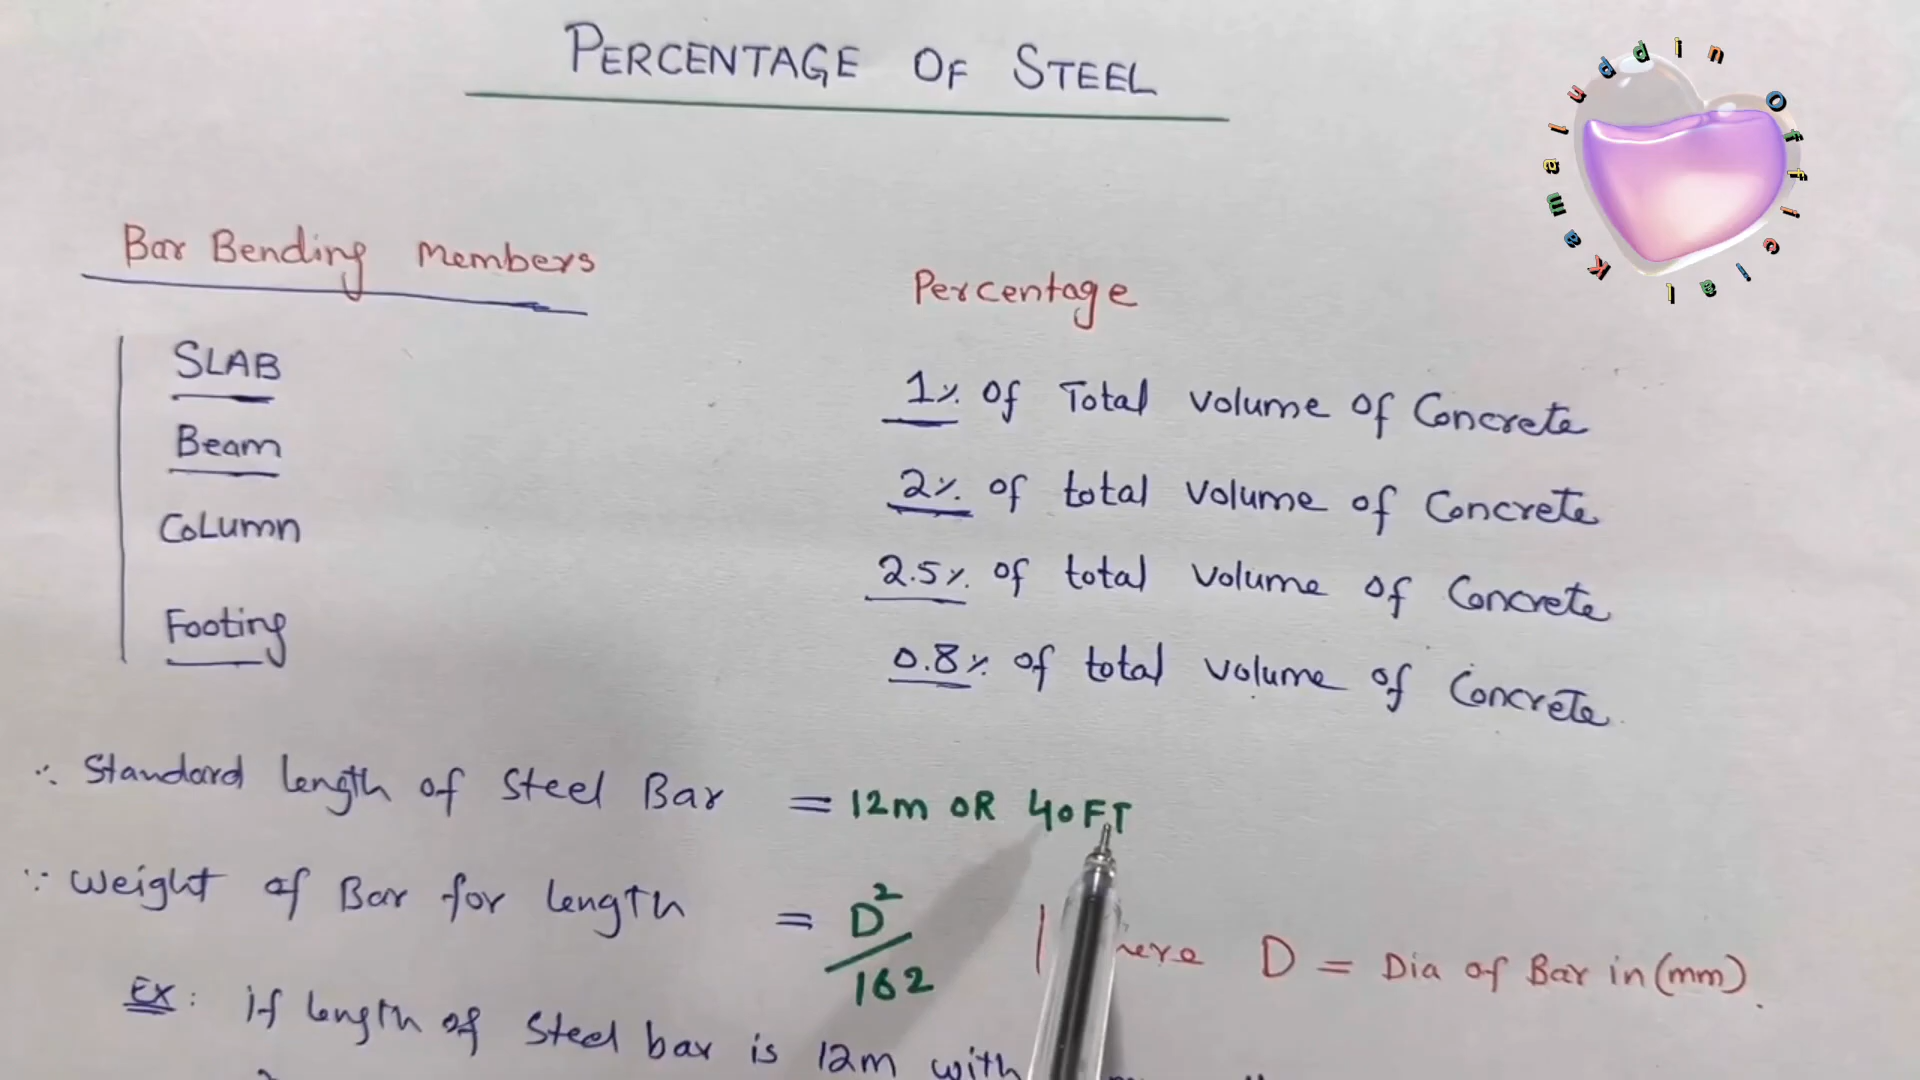 PERCENTAGE OF STEEL
Kamaluddin Official
Bar Bending Members
Percentage
SLAB
1% of Total volume of Concrete
Beam
2% of total volume of Concrete
CoLumn
2.5% of total volume of Concrete
Footing
0.8% of total volume of Concrete
∴ Standard length of Steel Bar = 12m OR 40FT
∵ Weight of Bar for length = D²/162 | D = Dia of Bar in (mm).
Ex: if length of Steel bar is 12m with